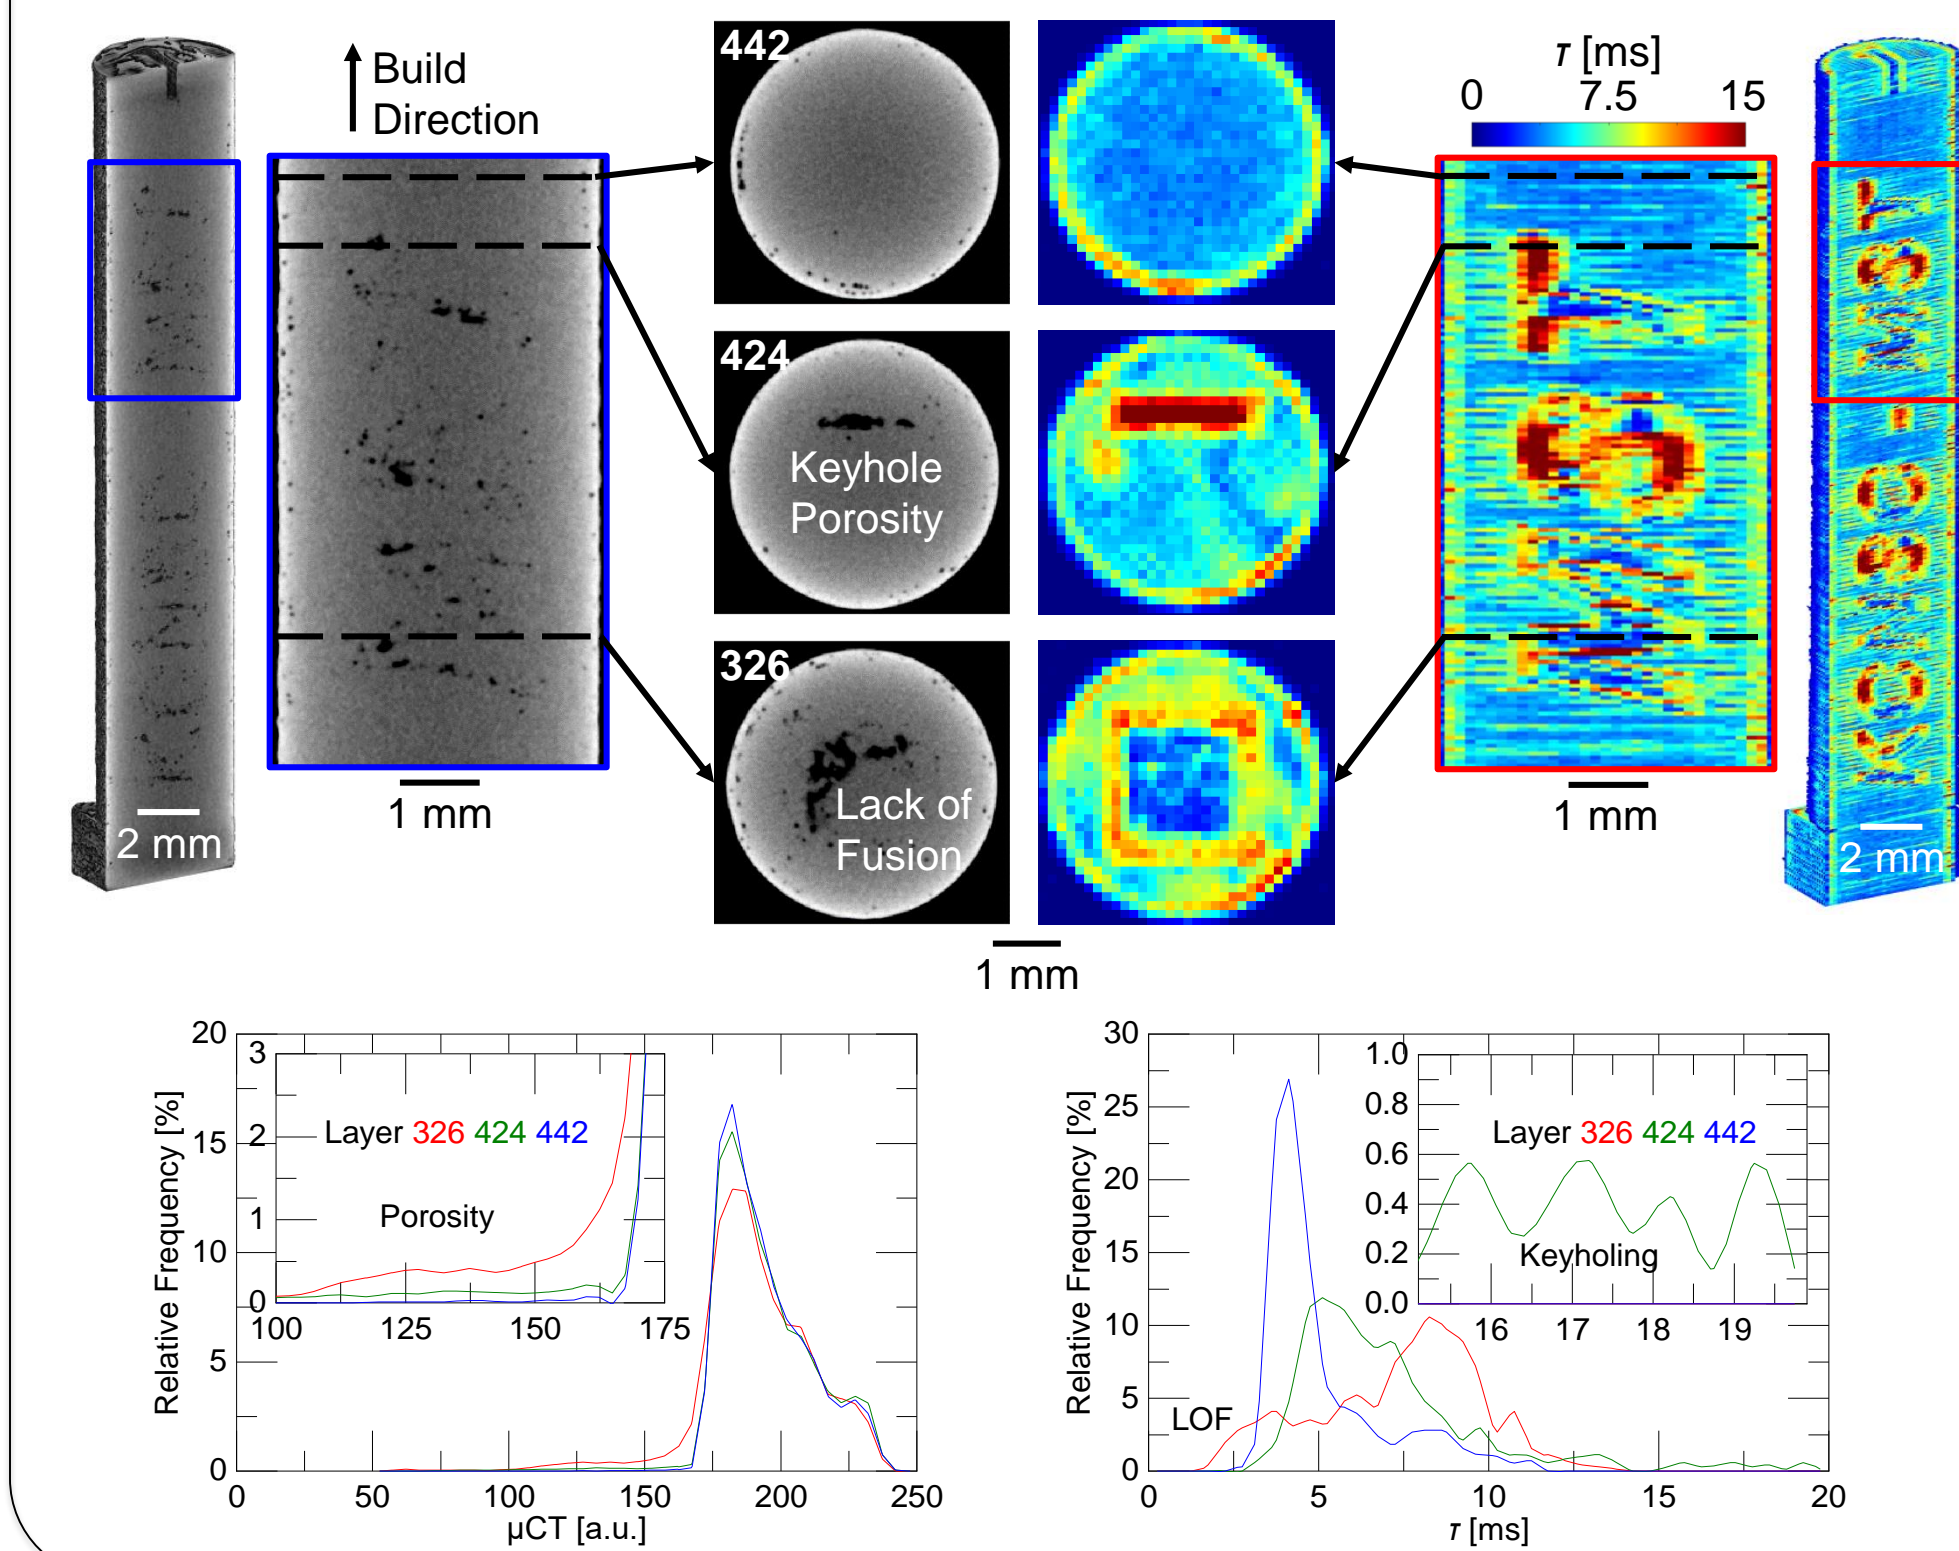 Build
Direction
442
τ [ms]
0 7.5 15
424
Keyhole
Porosity
326
Lack of
Fusion
KCNSC - MST
2 mm
1 mm
1 mm
2 mm
1 mm
20
15
10
5
0
Relative Frequency [%]
3
2
1
0
Layer 326 424 442
Porosity
100 125 150 175
0 50 100 150 200 250
µCT [a.u.]
30
25
20
15
10
5
0
Relative Frequency [%]
1.0
0.8
0.6
0.4
0.2
0.0
Layer 326 424 442
Keyholing
16 17 18 19
LOF
0 5 10 15 20
τ [ms]